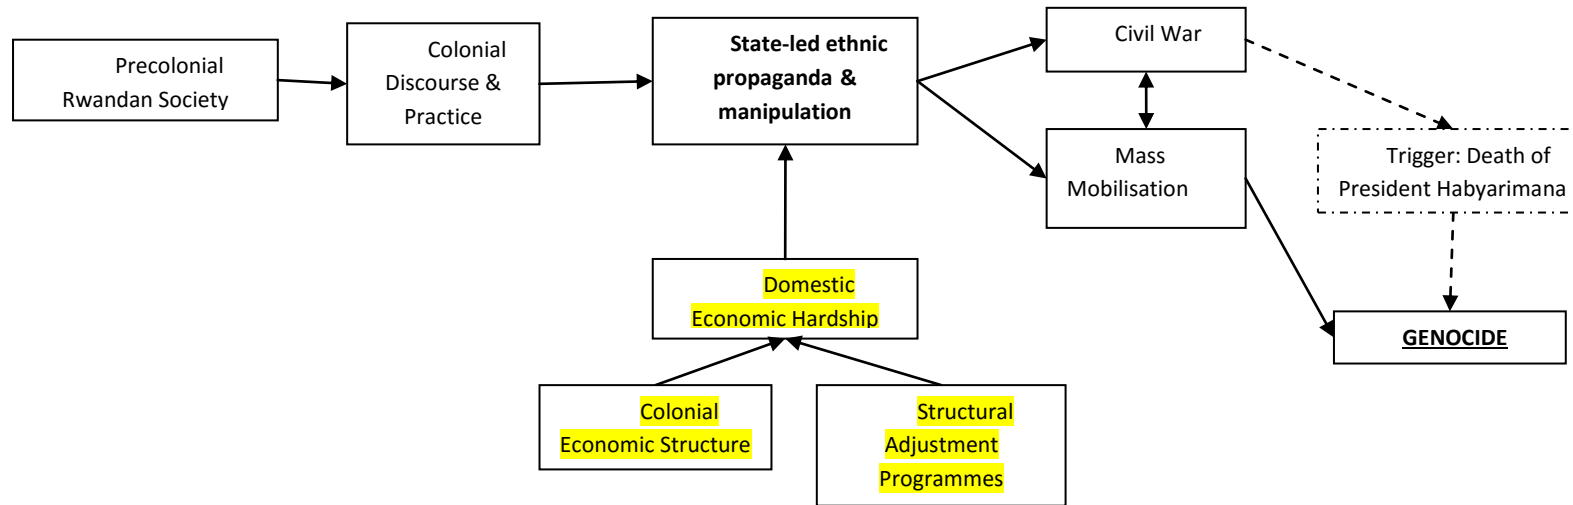 Precolonial
Rwandan Society
Colonial
Discourse &
Practice
State-led ethnic
propaganda &
manipulation
Civil War
Mass
Mobilisation
Trigger: Death of
President Habyarimana
GENOCIDE
Domestic
Economic Hardship
Colonial
Economic Structure
Structural
Adjustment
Programmes